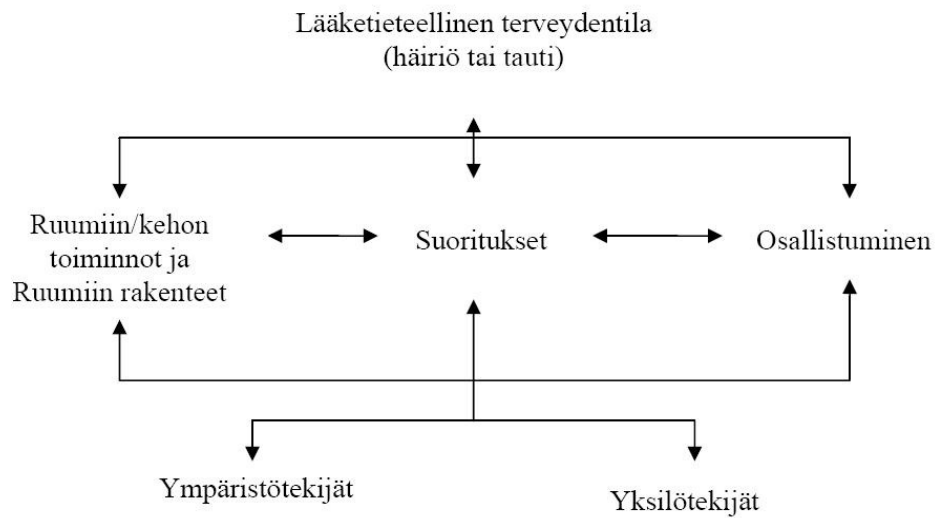 Lääketieteellinen terveydentila
(häiriö tai tauti)
Ruumiin/kehon
toiminnot ja
Ruumiin rakenteet
Suoritukset
Osallistuminen
Ympäristötekijät
Yksilötekijät